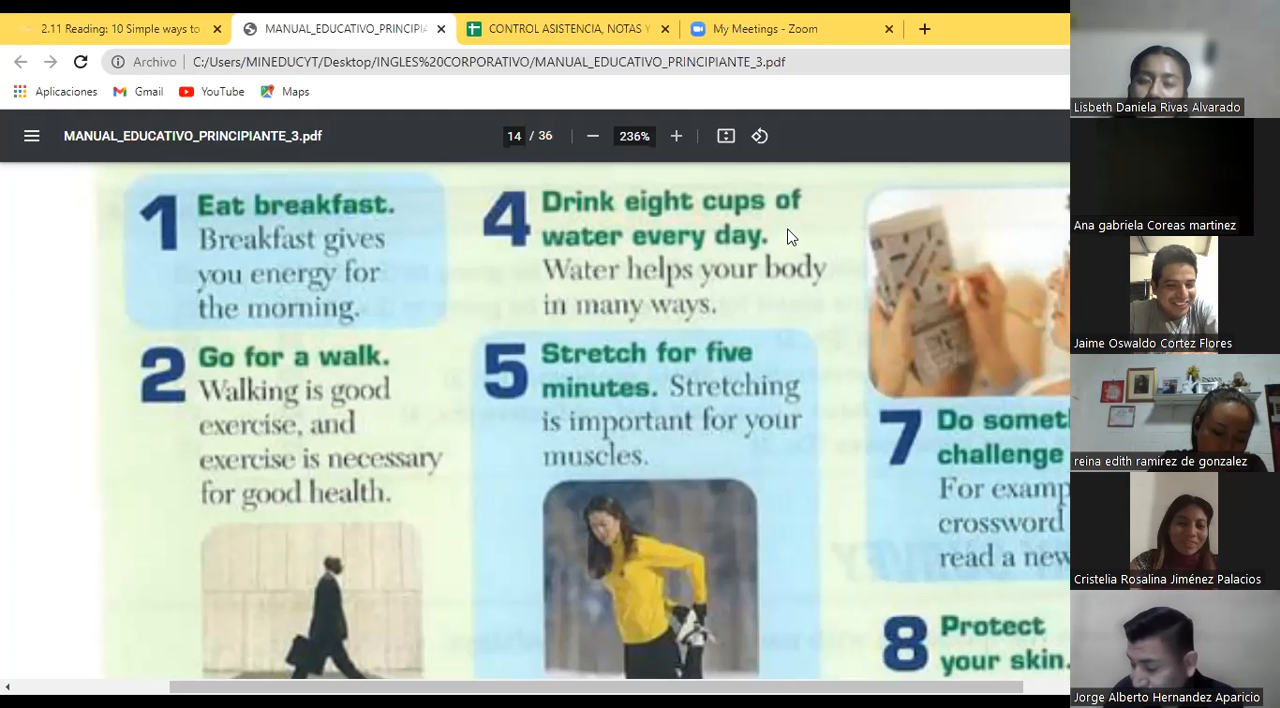 2.11 Reading: 10 Simple ways to
MANUAL_EDUCATIVO_PRINCIPIA
CONTROL ASISTENCIA, NOTAS Y
My Meetings - Zoom
Archivo
C:/Users/MINEDUCYT/Desktop/INGLES%20CORPORATIVO/MANUAL_EDUCATIVO_PRINCIPIANTE_3.pdf
Aplicaciones
Gmail
YouTube
Maps
MANUAL_EDUCATIVO_PRINCIPIANTE_3.pdf
14 / 36
236%
1 Eat breakfast.
Breakfast gives
you energy for
the morning.
2 Go for a walk.
Walking is good
exercise, and
exercise is necessary
for good health.
4 Drink eight cups of
water every day.
Water helps your body
in many ways.
5 Stretch for five
minutes. Stretching
is important for your
muscles.
7 Do somet
challenge
For examp
crossword
read a new
8 Protect
your skin.
Lisbeth Daniela Rivas Alvarado
Ana gabriela Coreas martinez
Jaime Oswaldo Cortez Flores
reina edith ramirez de gonzalez
Cristelia Rosalina Jiménez Palacios
Jorge Alberto Hernandez Aparicio